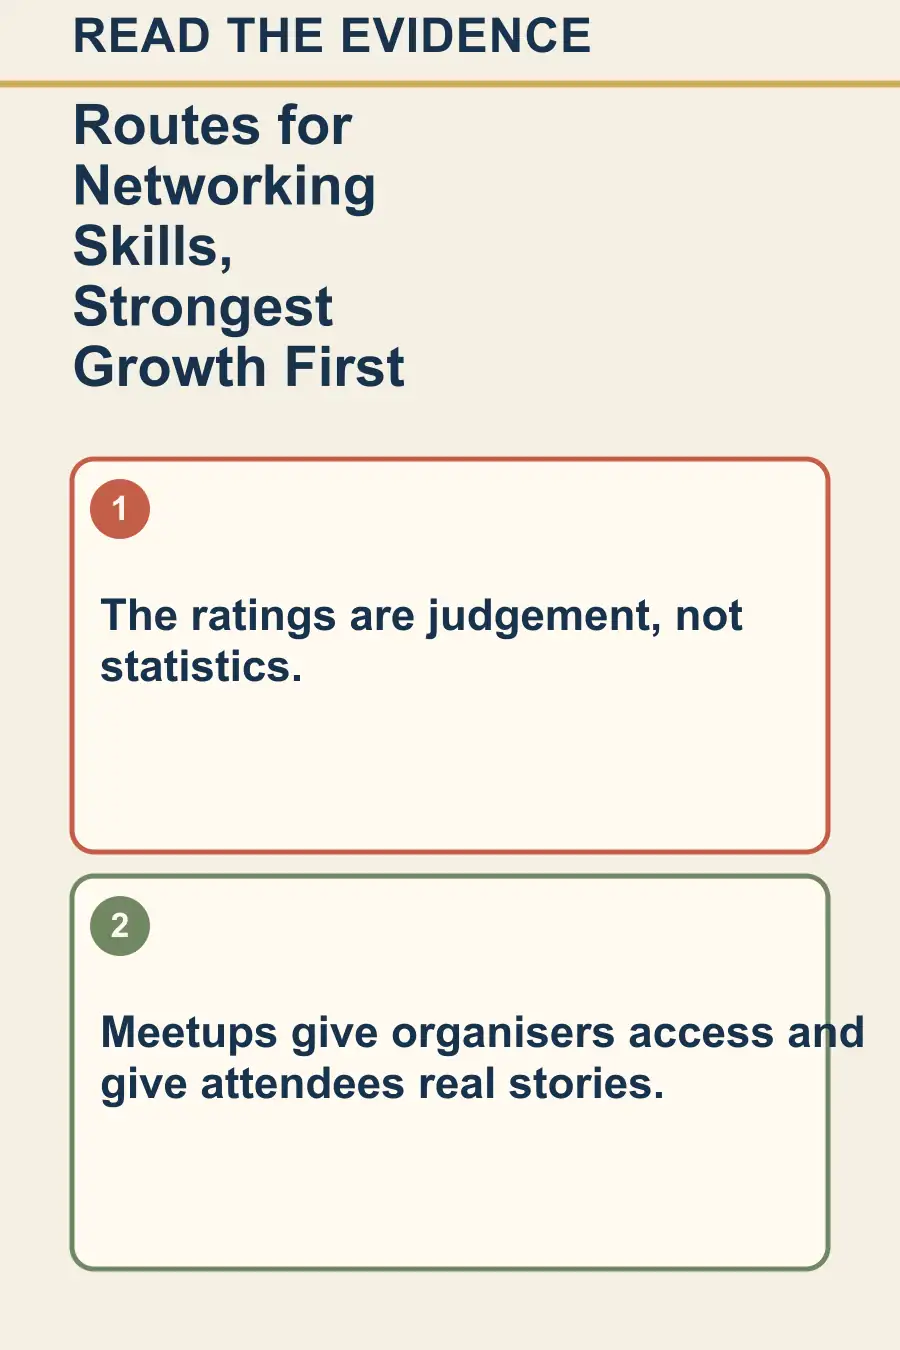 READ THE EVIDENCE
Routes for
Networking
Skills,
Strongest
Growth First
1
The ratings are judgement, not
statistics.
2
Meetups give organisers access and
give attendees real stories.